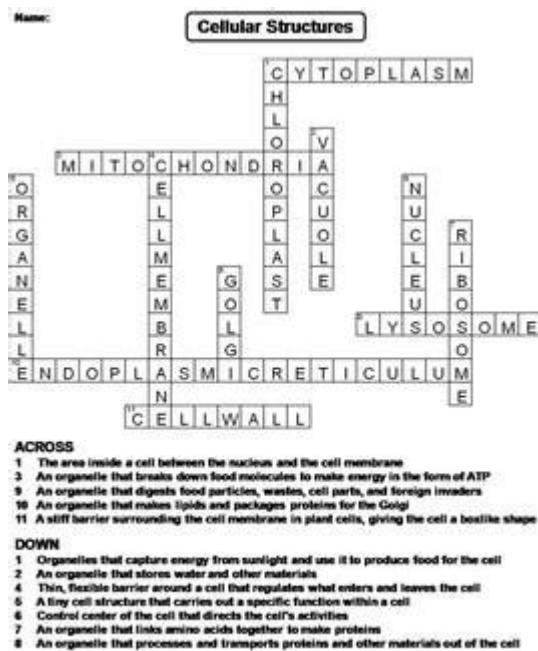 Name:
Cellular Structures
CYTOPLASM
CHLOROPLAST
VACUOLE
MITOCHONDRIA
CELLMEMBRANE
ORGANELLE
NUCLEUS
RIBOSOME
GOLGI
LYSOSOME
ENDOPLASMICRETICULUM
CELLWALL
ACROSS
1 The area inside a cell between the nucleus and the cell membrane
3 An organelle that breaks down food molecules to make energy in the form of ATP
9 An organelle that digests food particles, wastes, cell parts, and foreign invaders
10 An organelle that makes lipids and packages proteins for the Golgi
11 A stiff barrier surrounding the cell membrane in plant cells, giving the cell a boxlike shape
DOWN
1 Organelles that capture energy from sunlight and use it to produce food for the cell
2 An organelle that stores water and other materials
4 Thin, flexible barrier around a cell that regulates what enters and leaves the cell
5 A tiny cell structure that carries out a specific function within a cell
6 Control center of the cell that directs the cell's activities
7 An organelle that links amino acids together to make proteins
8 An organelle that processes and transports proteins and other materials out of the cell